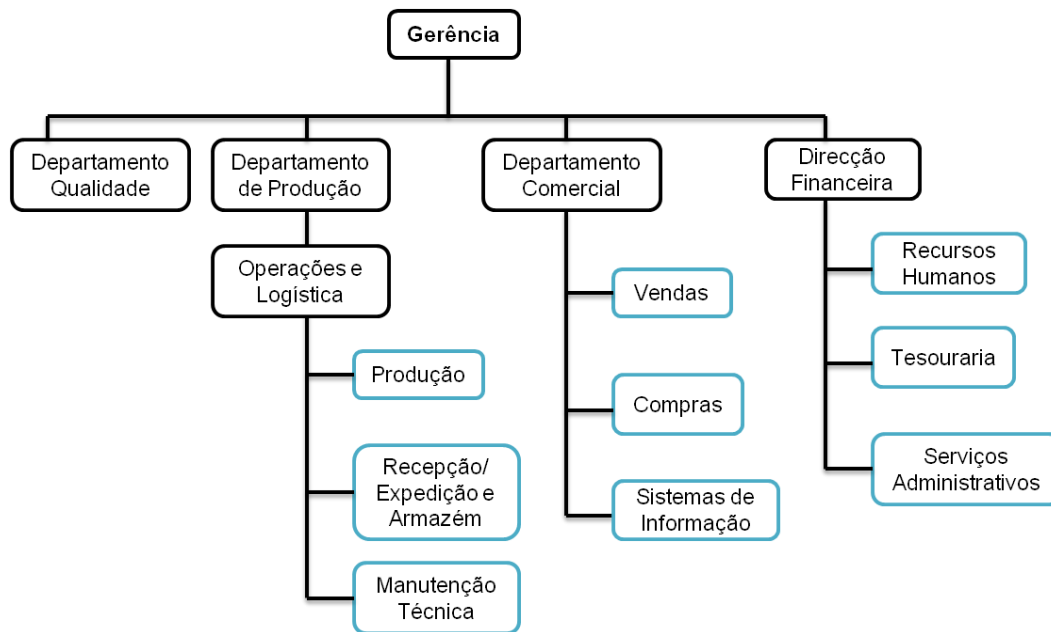 Gerência
Departamento
Qualidade
Departamento
de Produção
Departamento
Comercial
Direcção
Financeira
Operações e
Logística
Produção
Recepção/
Expedição e
Armazém
Manutenção
Técnica
Vendas
Compras
Sistemas de
Informação
Recursos
Humanos
Tesouraria
Serviços
Administrativos